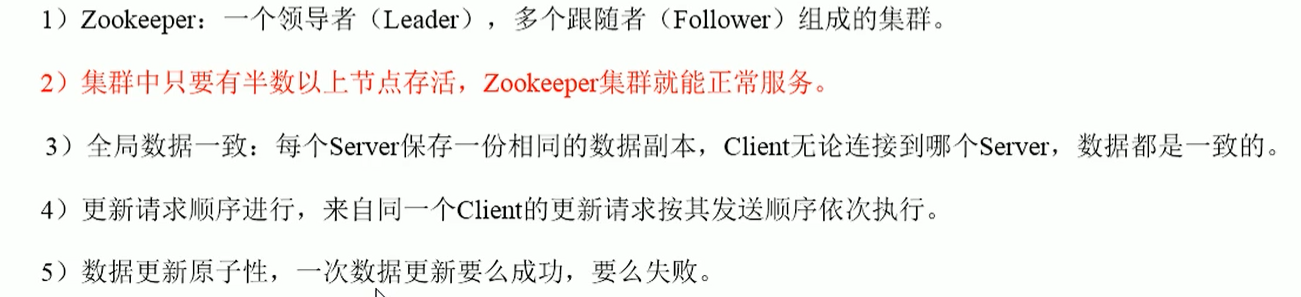 1）Zookeeper：一个领导者（Leader），多个跟随者（Follower）组成的集群。
2）集群中只要有半数以上节点存活，Zookeeper集群就能正常服务。
3）全局数据一致：每个Server保存一份相同的数据副本，Client无论连接到哪个Server，数据都是一致的。
4）更新请求顺序进行，来自同一个Client的更新请求按其发送顺序依次执行。
5）数据更新原子性，一次数据更新要么成功，要么失败。